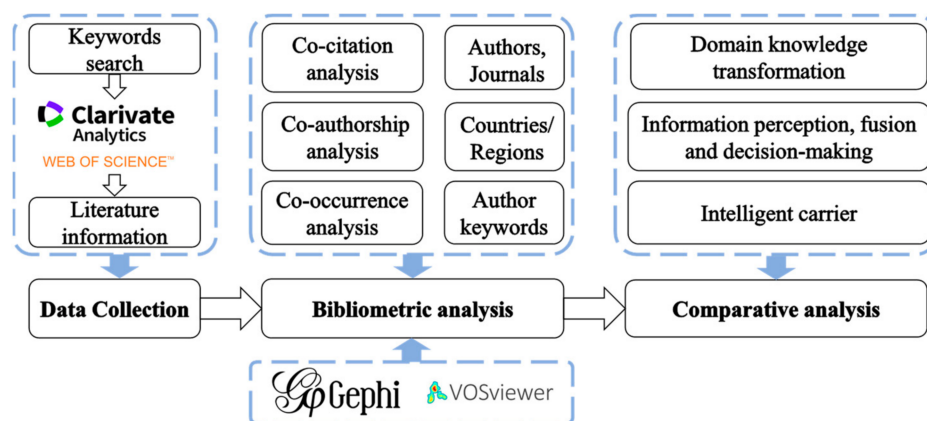 Keywords
search
Clarivate
Analytics
WEB OF SCIENCE™
Literature
information
Co-citation
analysis
Authors,
Journals
Co-authorship
analysis
Countries/
Regions
Co-occurrence
analysis
Author
keywords
Domain knowledge
transformation
Information perception, fusion
and decision-making
Intelligent carrier
Data Collection
Bibliometric analysis
Comparative analysis
Gephi
VOSviewer